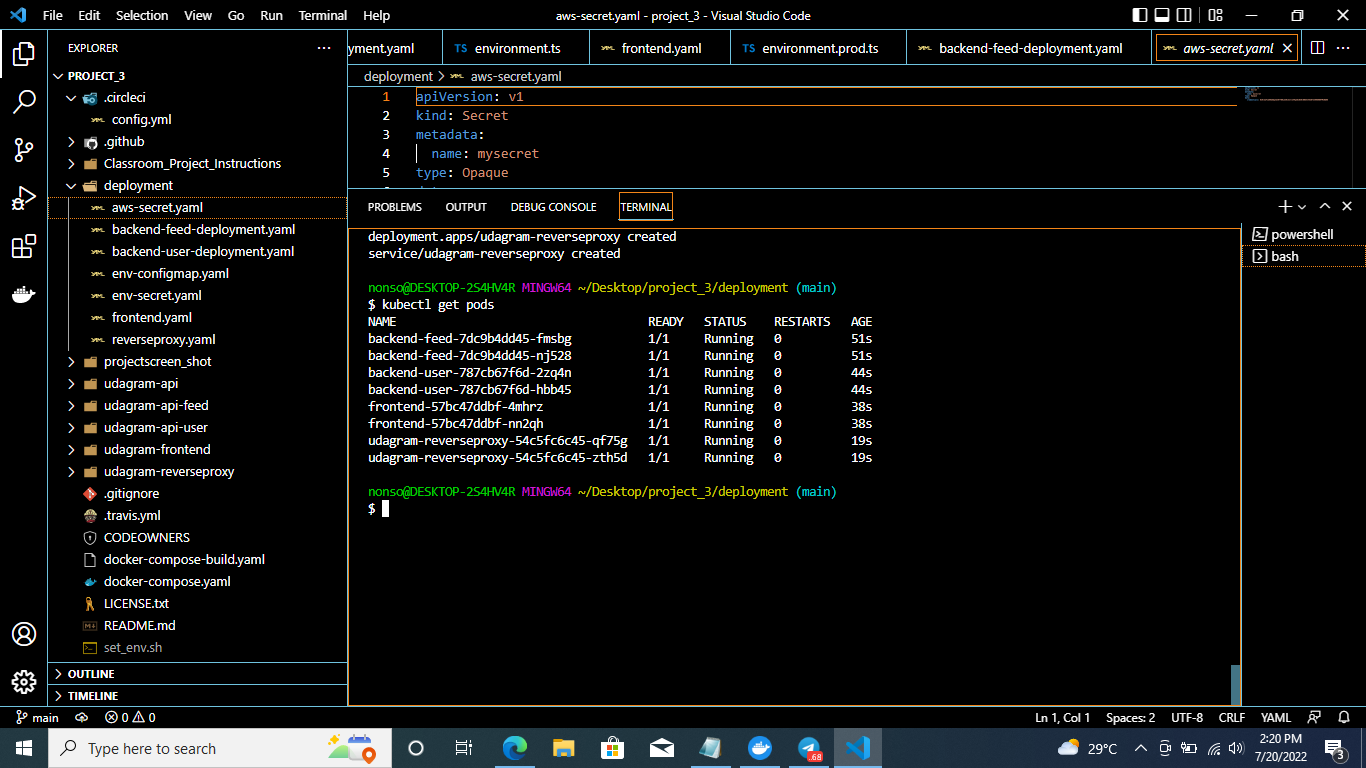 File Edit Selection View Go Run Terminal Help
aws-secret.yaml - project_3 - Visual Studio Code
EXPLORER
PROJECT_3
.circleci
config.yml
.github
Classroom_Project_Instructions
deployment
aws-secret.yaml
backend-feed-deployment.yaml
backend-user-deployment.yaml
env-configmap.yaml
env-secret.yaml
frontend.yaml
reverseproxy.yaml
projectscreen_shot
udagram-api
udagram-api-feed
udagram-api-user
udagram-frontend
udagram-reverseproxy
.gitignore
.travis.yml
CODEOWNERS
docker-compose-build.yaml
docker-compose.yaml
LICENSE.txt
README.md
set_env.sh
OUTLINE
TIMELINE
yment.yaml TS environment.ts frontend.yaml TS environment.prod.ts backend-feed-deployment.yaml aws-secret.yaml
deployment > aws-secret.yaml
1 apiVersion: v1
2 kind: Secret
3 metadata:
4 name: mysecret
5 type: Opaque
PROBLEMS OUTPUT DEBUG CONSOLE TERMINAL
powershell
bash
deployment.apps/udagram-reverseproxy created
service/udagram-reverseproxy created
nonso@DESKTOP-2S4HV4R MINGW64 ~/Desktop/project_3/deployment (main)
$ kubectl get pods
NAME READY STATUS RESTARTS AGE
backend-feed-7dc9b4dd45-fmsbg 1/1 Running 0 51s
backend-feed-7dc9b4dd45-nj528 1/1 Running 0 51s
backend-user-787cb67f6d-2zq4n 1/1 Running 0 44s
backend-user-787cb67f6d-hbb45 1/1 Running 0 44s
frontend-57bc47ddbf-4mhrz 1/1 Running 0 38s
frontend-57bc47ddbf-nn2qh 1/1 Running 0 38s
udagram-reverseproxy-54c5fc6c45-qf75g 1/1 Running 0 19s
udagram-reverseproxy-54c5fc6c45-zth5d 1/1 Running 0 19s
nonso@DESKTOP-2S4HV4R MINGW64 ~/Desktop/project_3/deployment (main)
$
main 0 0 Ln 1, Col 1 Spaces: 2 UTF-8 CRLF YAML
Type here to search
.68
29°C
2:20 PM
7/20/2022
3